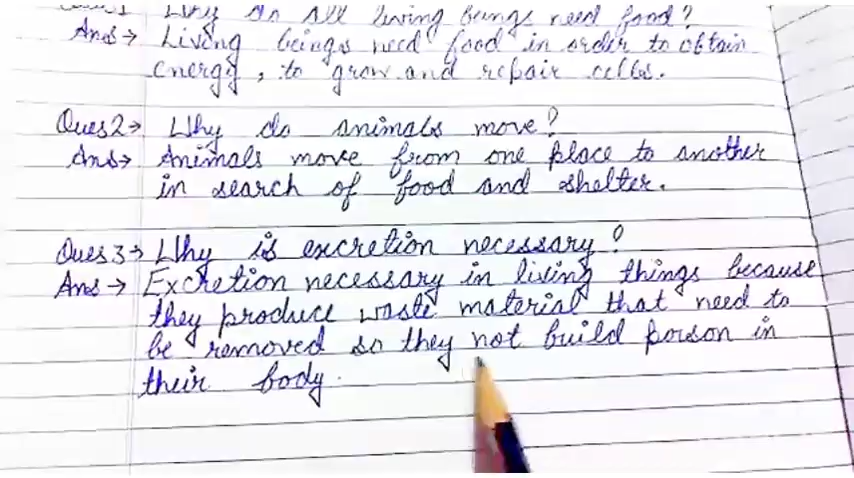 Ques1 Why do all living beings need food?
Ans → Living beings need food in order to obtain
energy, to grow and repair cells.
Ques2→ Why do animals move?
Ans→ Animals move from one place to another
in search of food and shelter.
Ques3→ Why is excretion necessary?
Ans → Excretion necessary in living things because
they produce waste material that need to
be removed so they not build poison in
their body.